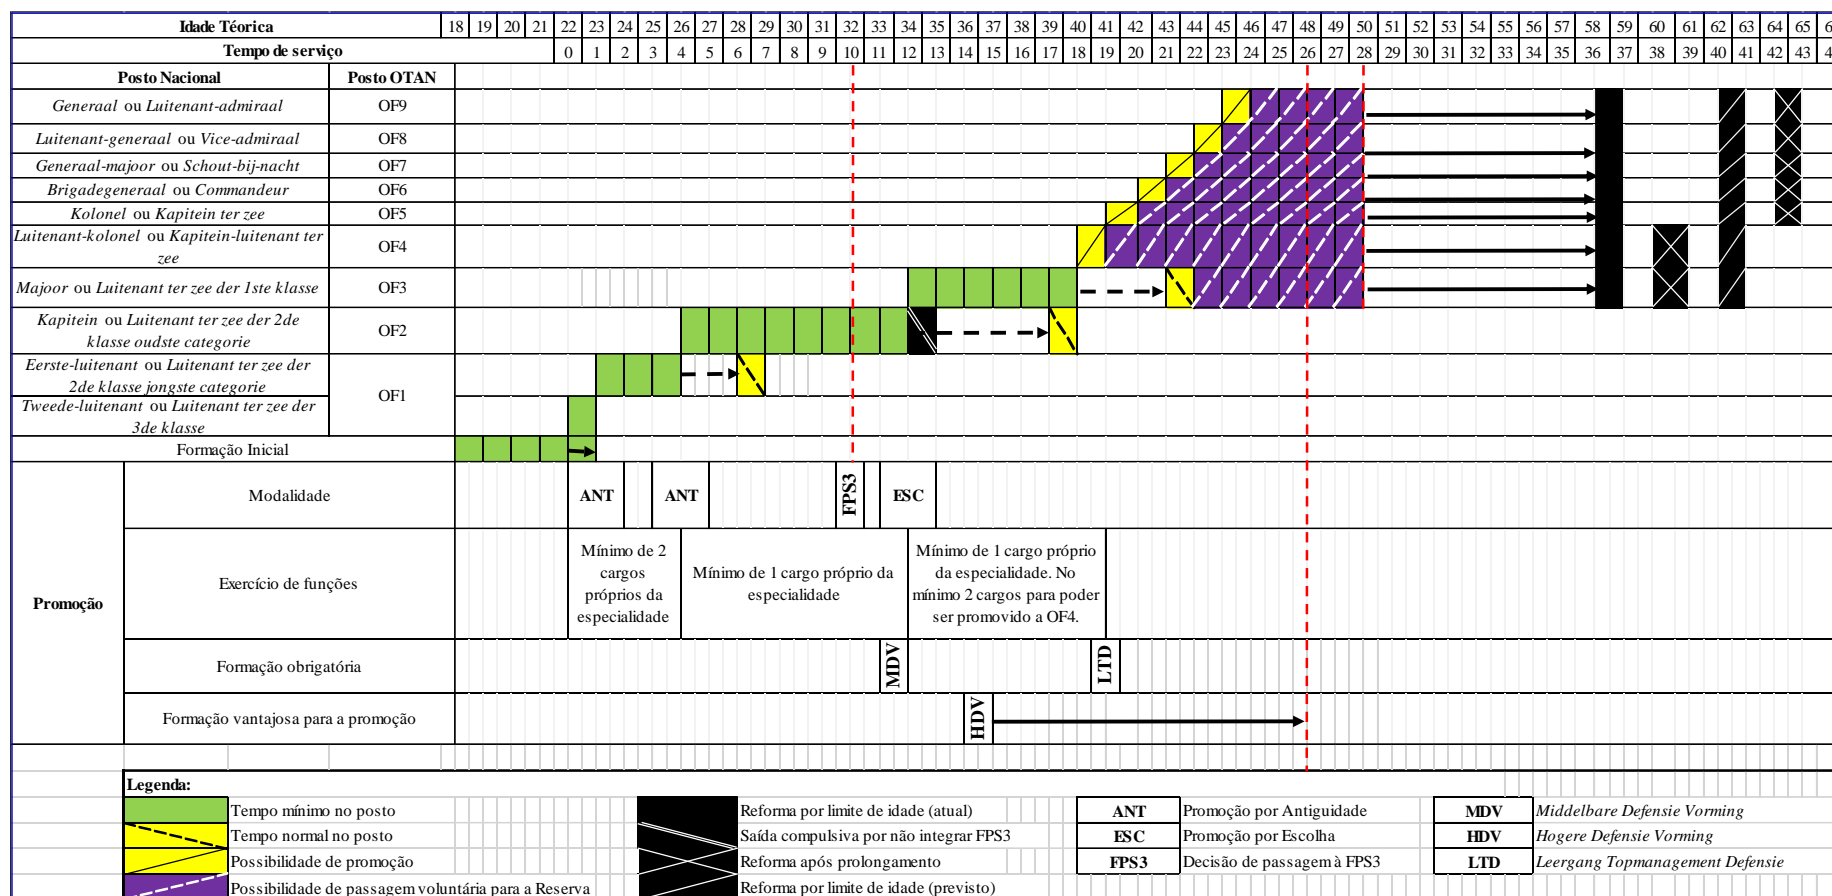 Idade Téorica 18 19 20 21 22 23 24 25 26 27 28 29 30 31 32 33 34 35 36 37 38 39 40 41 42 43 44 45 46 47 48 50 51 52 53 54 55 56 58 59 60 61 62 64 65
Tempo de serviço 0 1 2 3 4 5 6 7 8 9 10 11 12 13 14 15 16 17 18 19 20 21 22 23 24 25 26 27 28 29 30 31 32 33 34 35 36 37 38 39 40 41 42 43
Posto Nacional Posto OTAN
Generaal ou Luitenant-admiraal OF9
Luitenant-generaal ou Vice-admiraal OF8
Generaal-majoor ou Schout-bij-nacht OF7
Brigadegeneraal ou Commandeur OF6
Kolonel ou Kapitein ter zee OF5
Luitenant-kolonel ou Kapitein-luitenant ter
zee
OF4
Majoor ou Luitenant ter zee der 1ste klasse OF3
Kapitein ou Luitenant ter zee der 2de
klasse oudste categorie
OF2
Eerste-luitenant ou Luitenant ter zee der
2de klasse jongste categorie
OF1
Tweede-luitenant ou Luitenant ter zee der
3de klasse
Formação Inicial
Promoção
Modalidade ANT ANT FPS3 ESC
Exercício de funções
Mínimo de 2
cargos
próprios da
especialidade
Mínimo de 1 cargo próprio da
especialidade
Mínimo de 1 cargo próprio
da especialidade. No
mínimo 2 cargos para poder
ser promovido a OF4.
Formação obrigatória MDV LTD
Formação vantajosa para a promoção HDV
Legenda:
Tempo mínimo no posto Reforma por limite de idade (atual) ANT Promoção por Antiguidade MDV Middelbare Defensie Vorming
Tempo normal no posto Saída compulsiva por não integrar FPS3 ESC Promoção por Escolha HDV Hogere Defensie Vorming
Possibilidade de promoção Reforma após prolongamento FPS3 Decisão de passagem à FPS3 LTD Leergang Topmanagement Defensie
Possibilidade de passagem voluntária para a Reserva Reforma por limite de idade (previsto)